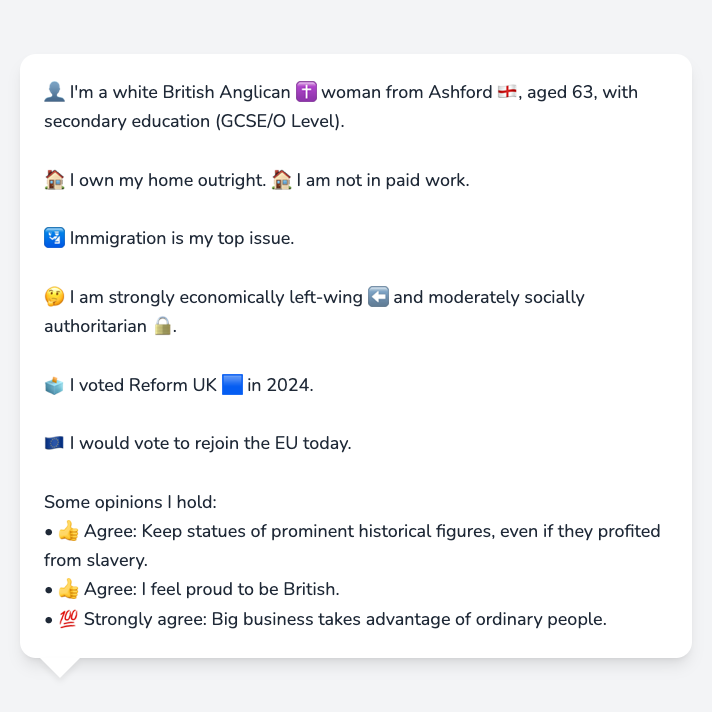 👤 I'm a white British Anglican ✝️ woman from Ashford 🏴󠁧󠁢󠁥󠁮󠁧󠁿, aged 63, with
secondary education (GCSE/O Level).
🏠 I own my home outright. 🏠 I am not in paid work.
🛂 Immigration is my top issue.
🤔 I am strongly economically left-wing ⬅️ and moderately socially
authoritarian 🔒.
🗳️ I voted Reform UK 🟦 in 2024.
🇪🇺 I would vote to rejoin the EU today.
Some opinions I hold:
• 👍 Agree: Keep statues of prominent historical figures, even if they profited
from slavery.
• 👍 Agree: I feel proud to be British.
• 💯 Strongly agree: Big business takes advantage of ordinary people.